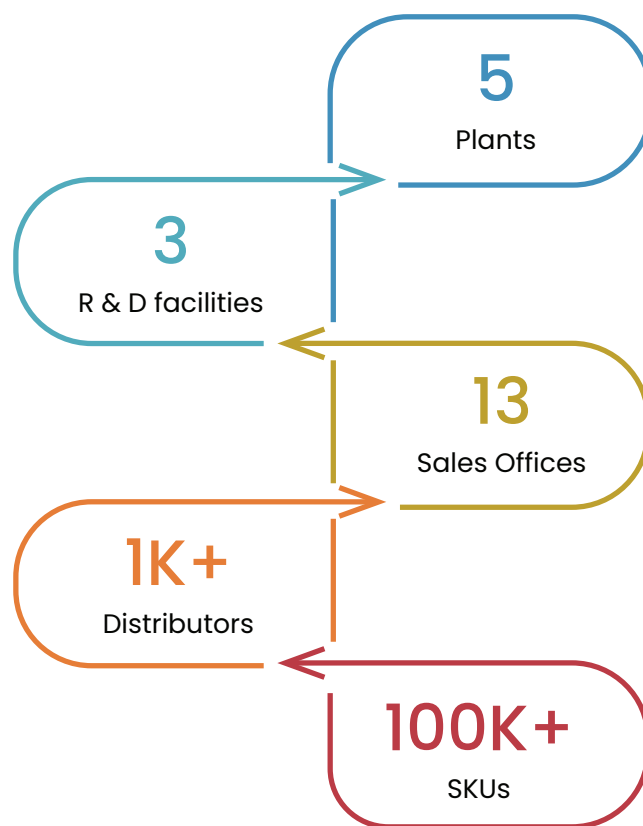 5
Plants
3
R & D facilities
13
Sales Offices
1K+
Distributors
100K+
SKUs